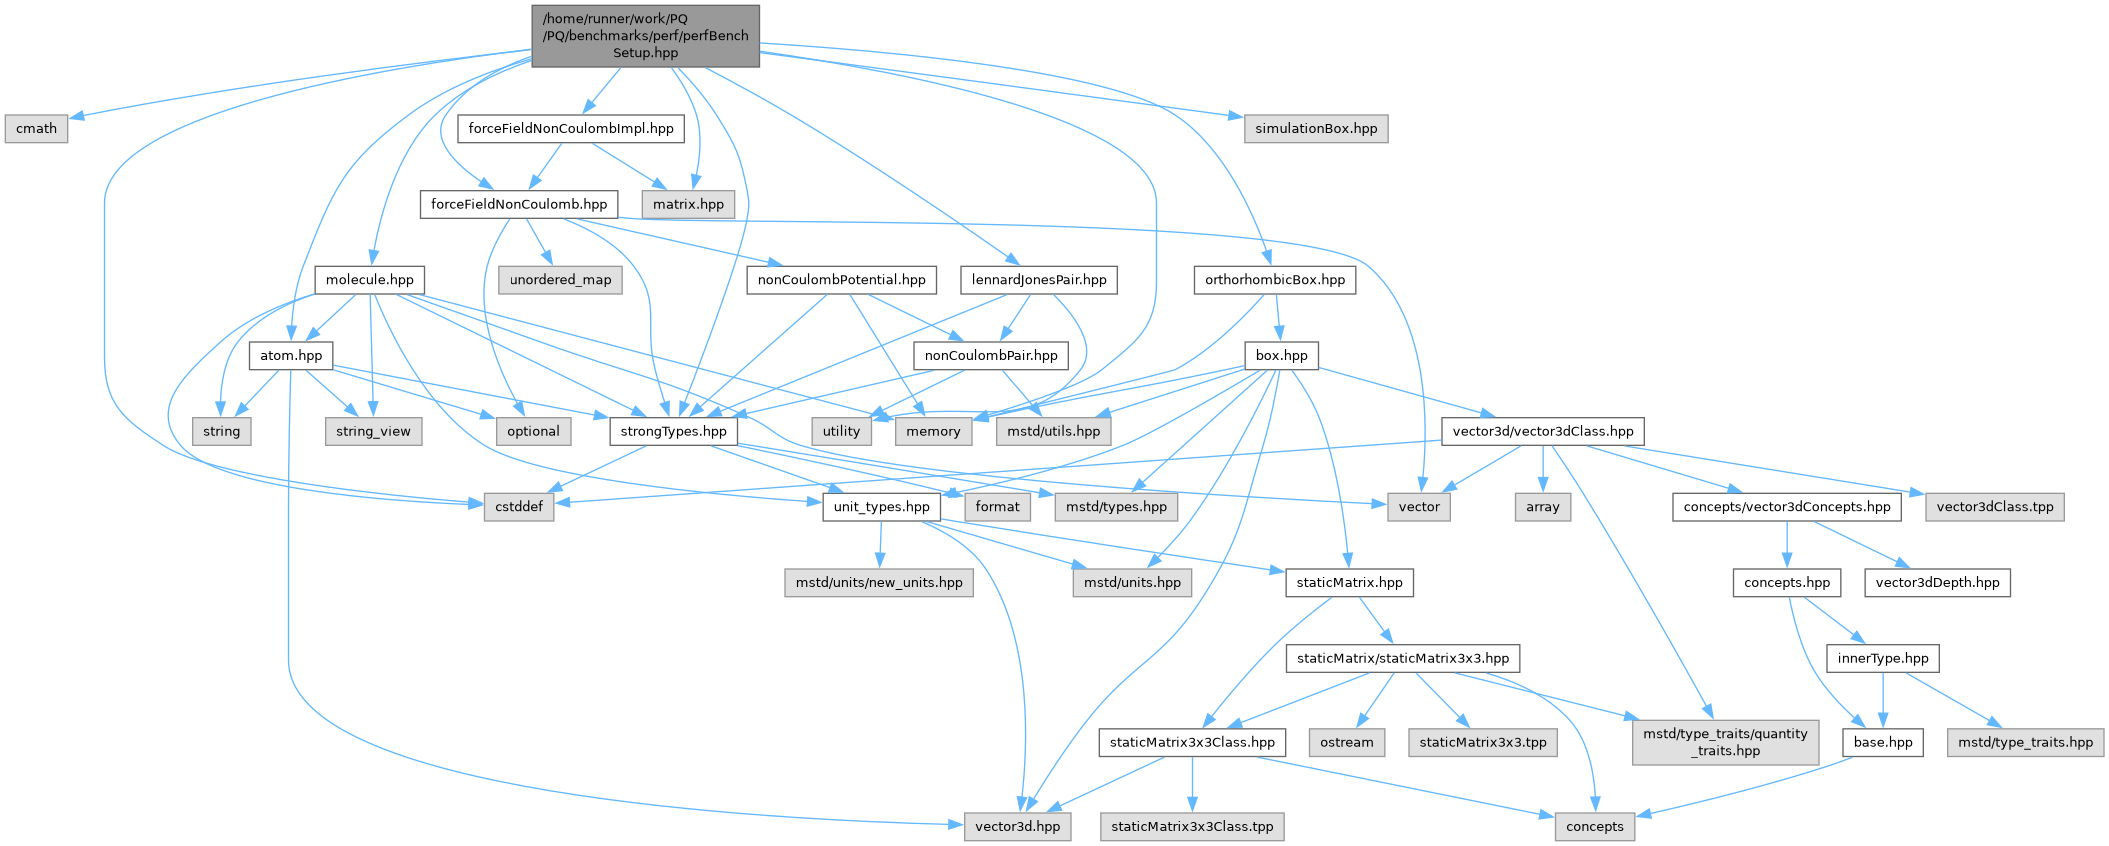 /home/runner/work/PQ
/PQ/benchmarks/perf/perfBench
Setup.hpp
cmath
forceFieldNonCoulombImpl.hpp
simulationBox.hpp
forceFieldNonCoulomb.hpp
matrix.hpp
molecule.hpp
unordered_map
nonCoulombPotential.hpp
lennardJonesPair.hpp
orthorhombicBox.hpp
atom.hpp
nonCoulombPair.hpp
box.hpp
string
string_view
optional
strongTypes.hpp
utility
memory
mstd/utils.hpp
vector3d/vector3dClass.hpp
cstddef
unit_types.hpp
format
mstd/types.hpp
vector
array
concepts/vector3dConcepts.hpp
vector3dClass.tpp
mstd/units/new_units.hpp
mstd/units.hpp
staticMatrix.hpp
concepts.hpp
vector3dDepth.hpp
staticMatrix/staticMatrix3x3.hpp
innerType.hpp
staticMatrix3x3Class.hpp
ostream
staticMatrix3x3.tpp
mstd/type_traits/quantity
_traits.hpp
base.hpp
mstd/type_traits.hpp
vector3d.hpp
staticMatrix3x3Class.tpp
concepts